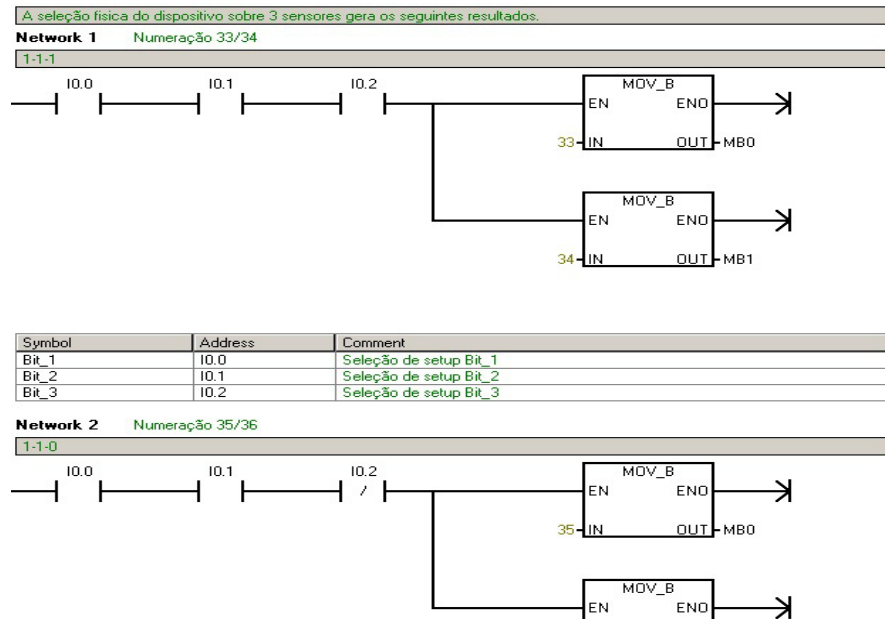 A seleção fisica do dispositivo sobre 3 sensores gera os seguintes resultados.
Network 1 Numeração 33/34
1-1-1
I0.0 I0.1 I0.2 MOV_B
EN ENO
33 IN OUT MB0
MOV_B
EN ENO
34 IN OUT MB1
Symbol Address Comment
Bit_1 I0.0 Seleção de setup Bit_1
Bit_2 I0.1 Seleção de setup Bit_2
Bit_3 I0.2 Seleção de setup Bit_3
Network 2 Numeração 35/36
1-1-0
I0.0 I0.1 I0.2 MOV_B
/ EN ENO
35 IN OUT MB0
MOV_B
EN ENO